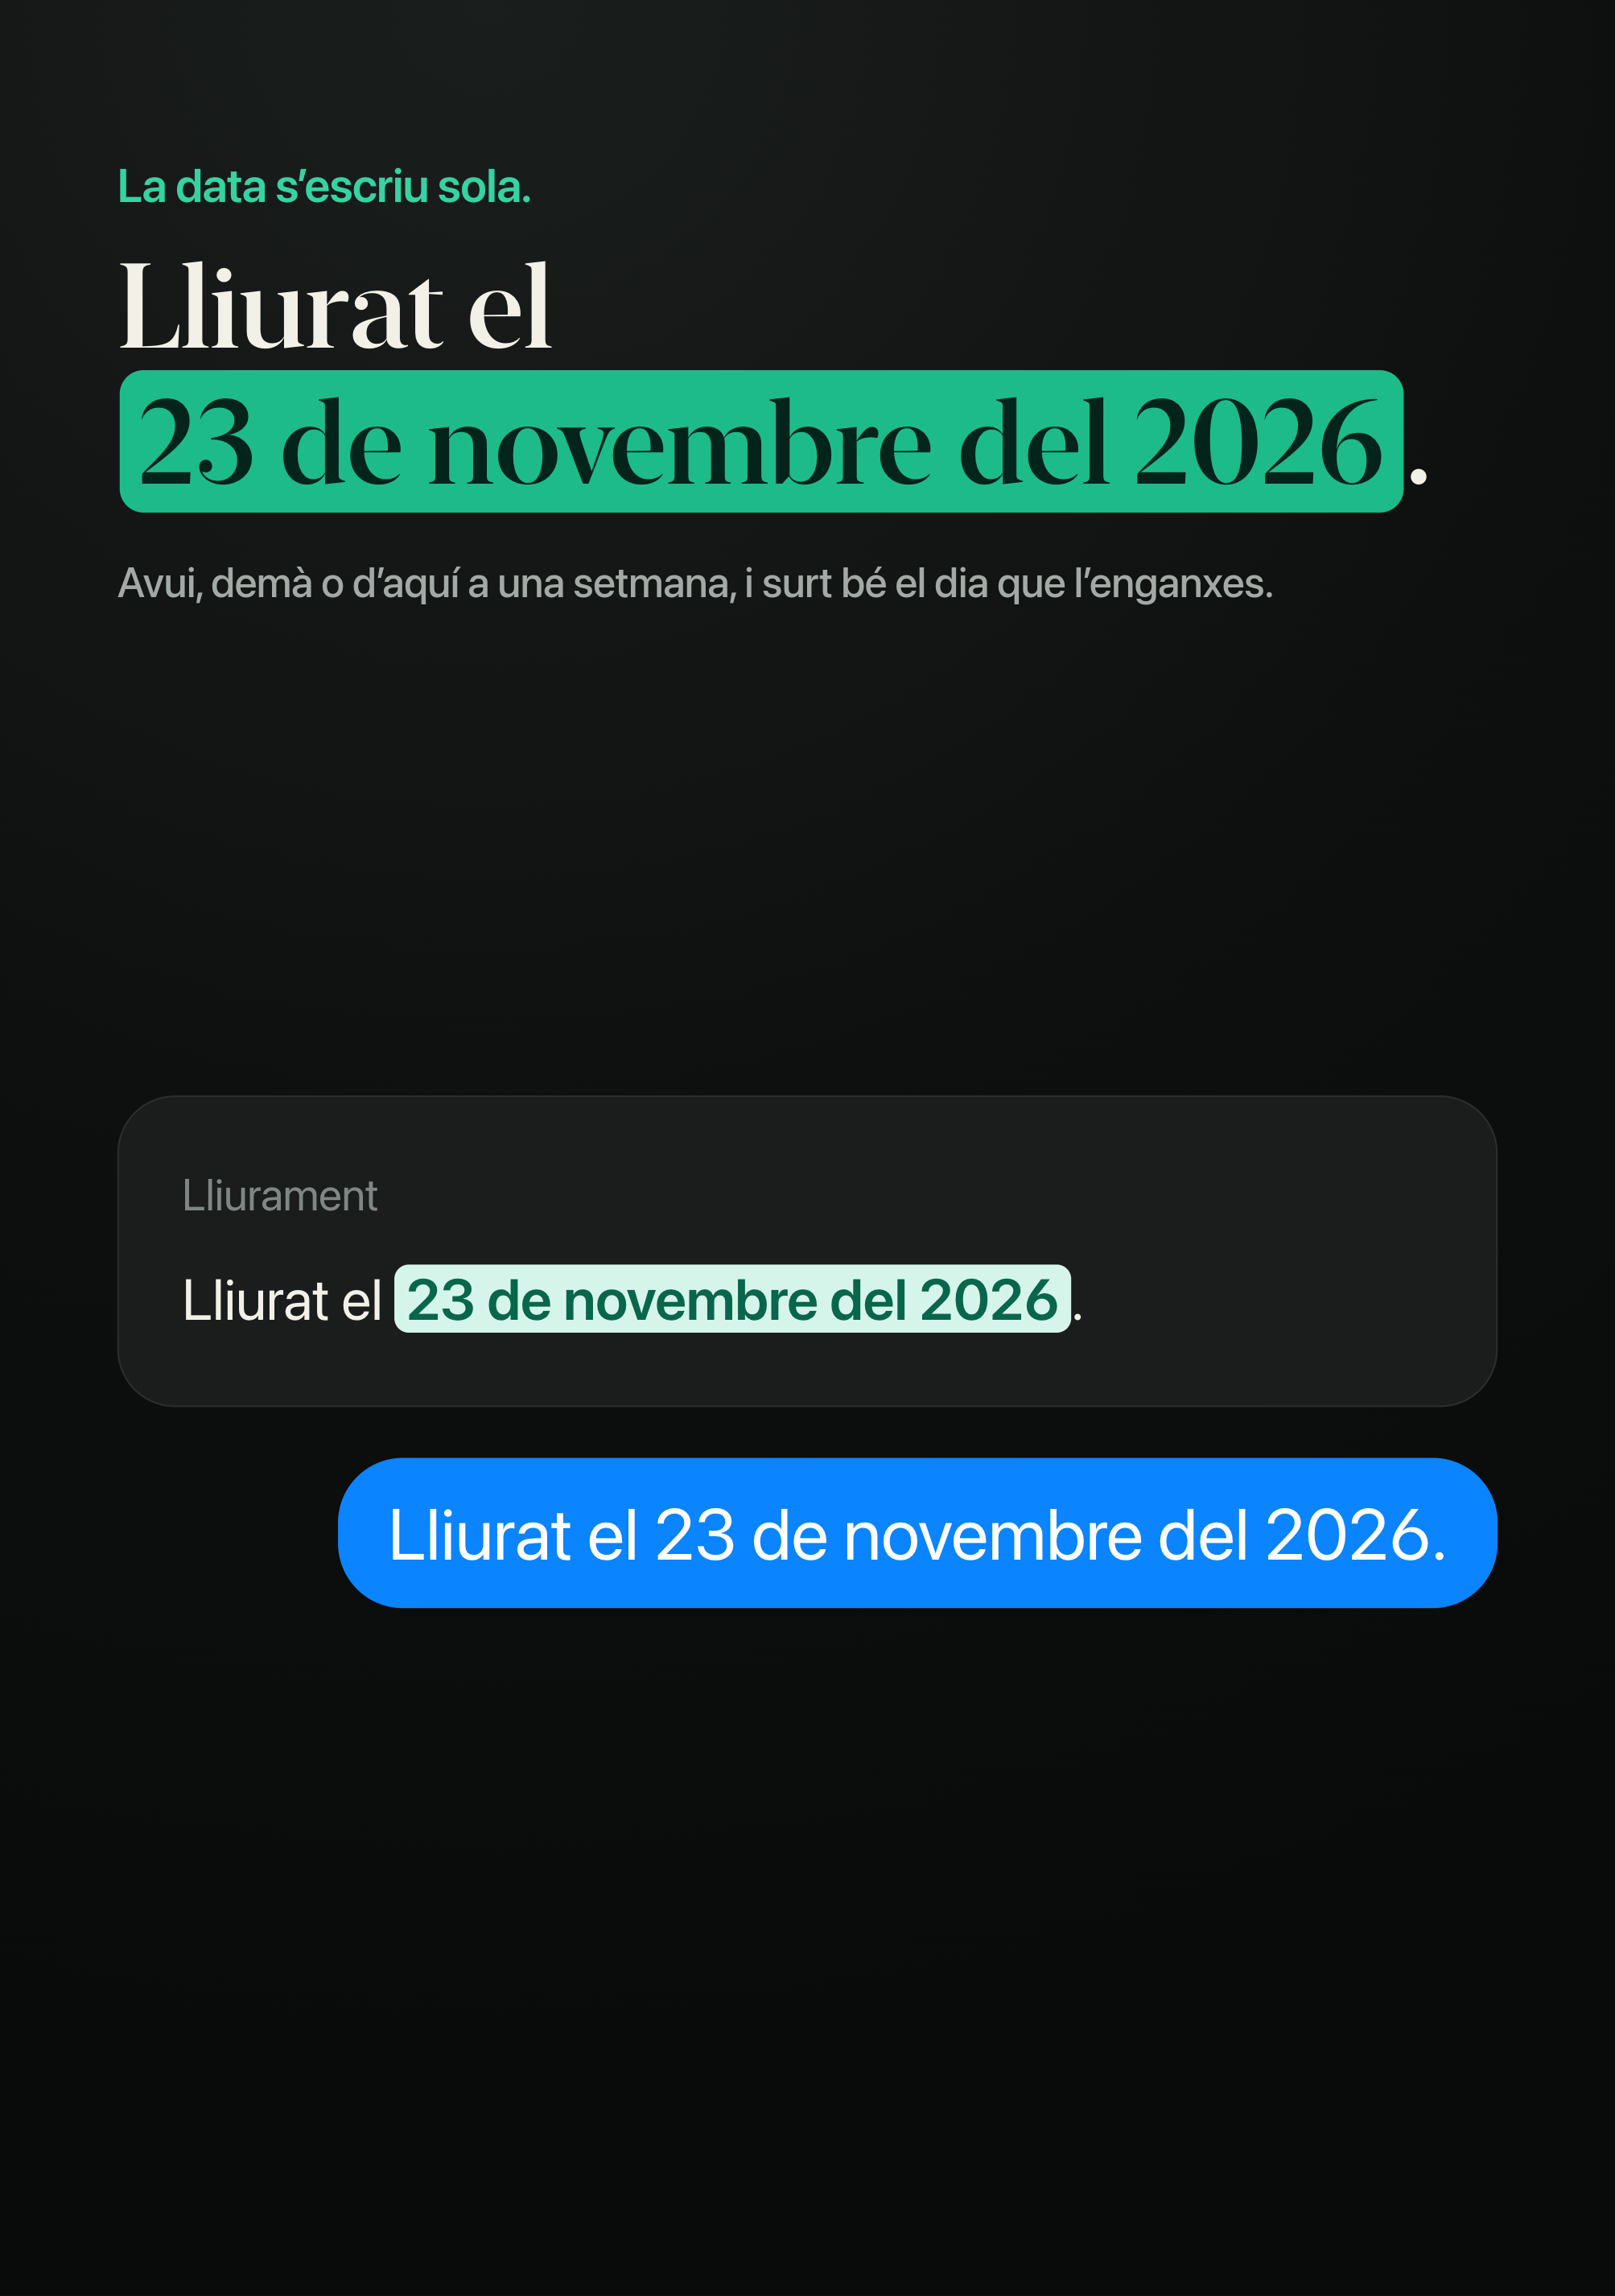 La data s’escriu sola.
Lliurat el
23 de novembre del 2026.
Avui, demà o d’aquí a una setmana, i surt bé el dia que l’enganxes.
Lliurament
Lliurat el 23 de novembre del 2026.
Lliurat el 23 de novembre del 2026.